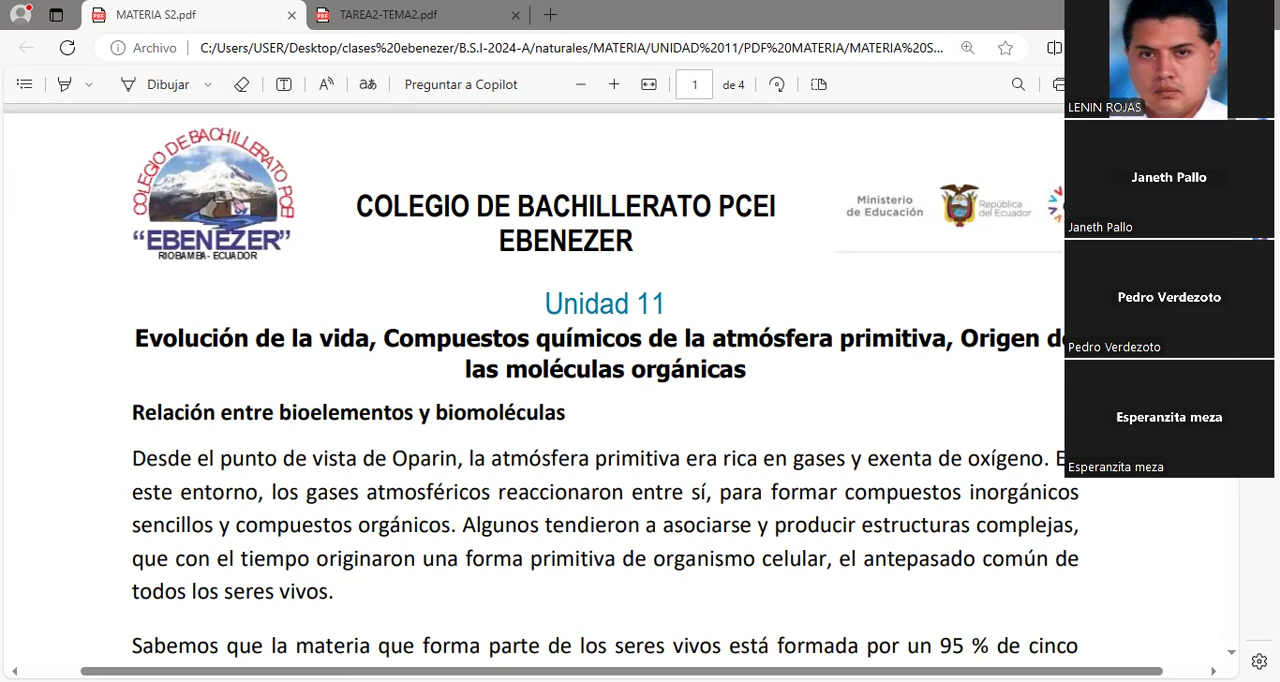 MATERIA S2.pdf
TAREA2-TEMA2.pdf
Archivo
C:/Users/USER/Desktop/clases%20ebenezer/B.S.I-2024-A/naturales/MATERIA/UNIDAD%2011/PDF%20MATERIA/MATERIA%20S...
Dibujar
Preguntar a Copilot
1
de 4
COLEGIO DE BACHILLERATO PCEI
"EBENEZER"
RIOBAMBA - ECUADOR
COLEGIO DE BACHILLERATO PCEI
EBENEZER
Ministerio
de Educación
República
del Ecuador
Unidad 11
Evolución de la vida, Compuestos químicos de la atmósfera primitiva, Origen de
las moléculas orgánicas
Relación entre bioelementos y biomoléculas
Desde el punto de vista de Oparin, la atmósfera primitiva era rica en gases y exenta de oxígeno.
este entorno, los gases atmosféricos reaccionaron entre sí, para formar compuestos inorgánicos
sencillos y compuestos orgánicos. Algunos tendieron a asociarse y producir estructuras complejas,
que con el tiempo originaron una forma primitiva de organismo celular, el antepasado común de
todos los seres vivos.
Sabemos que la materia que forma parte de los seres vivos está formada por un 95 % de cinco
LENIN ROJAS
Janeth Pallo
Janeth Pallo
Pedro Verdezoto
Pedro Verdezoto
Esperanzita meza
Esperanzita meza